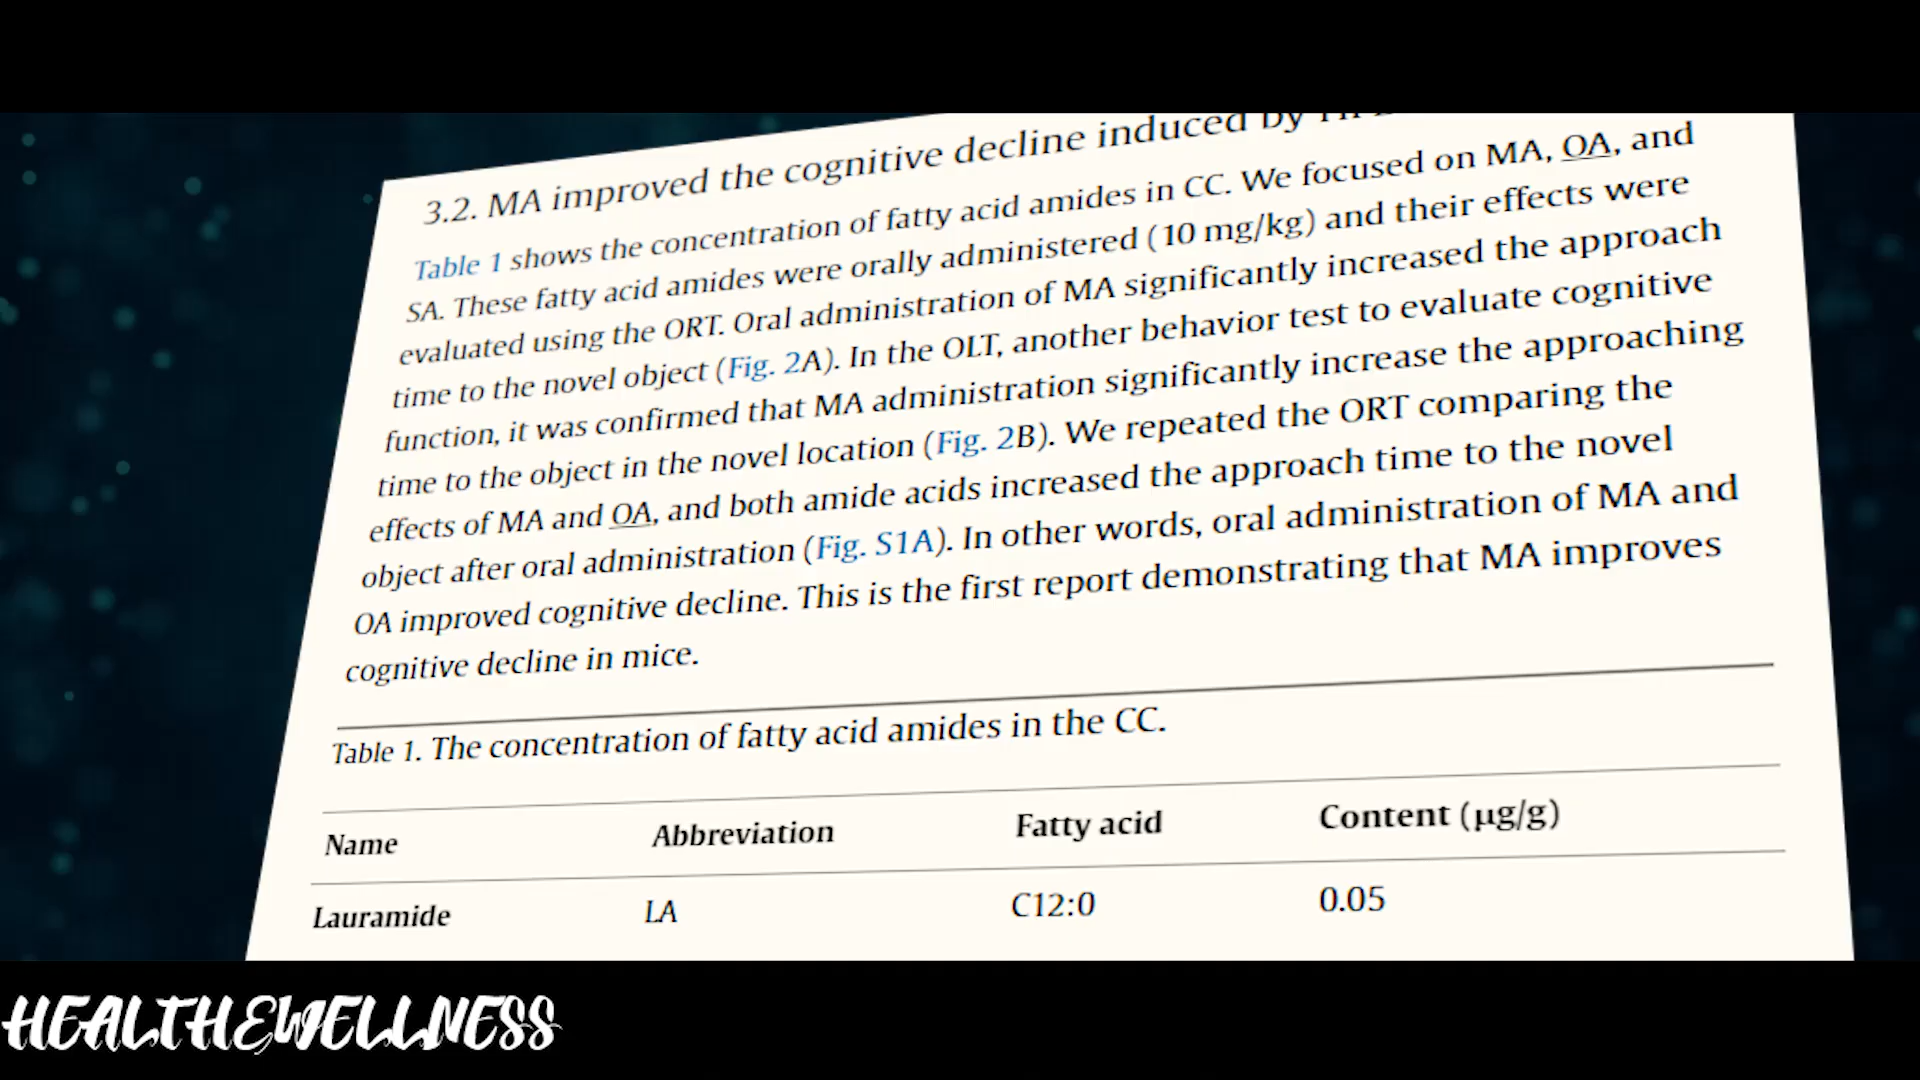 3.2. MA improved the cognitive decline induced by
Table 1 shows the concentration of fatty acid amides in CC. We focused on MA, OA, and
SA. These fatty acid amides were orally administered (10 mg/kg) and their effects were
evaluated using the ORT. Oral administration of MA significantly increased the approach
time to the novel object (Fig. 2A). In the OLT, another behavior test to evaluate cognitive
function, it was confirmed that MA administration significantly increase the approaching
time to the object in the novel location (Fig. 2B). We repeated the ORT comparing the
effects of MA and OA, and both amide acids increased the approach time to the novel
object after oral administration (Fig. S1A). In other words, oral administration of MA and
OA improved cognitive decline. This is the first report demonstrating that MA improves
cognitive decline in mice.
Table 1. The concentration of fatty acid amides in the CC.
Name Abbreviation Fatty acid Content (μg/g)
Lauramide LA C12:0 0.05
HEALTH&WELLNESS